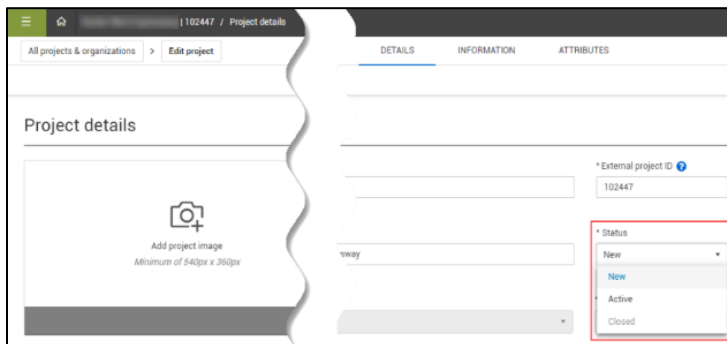 | 102447 / Project details
All projects & organizations > Edit project
DETAILS INFORMATION ATTRIBUTES
Project details
* External project ID ?
102447
Add project image
Minimum of 540px x 360px
* Status
sway
New
New
Active
Closed